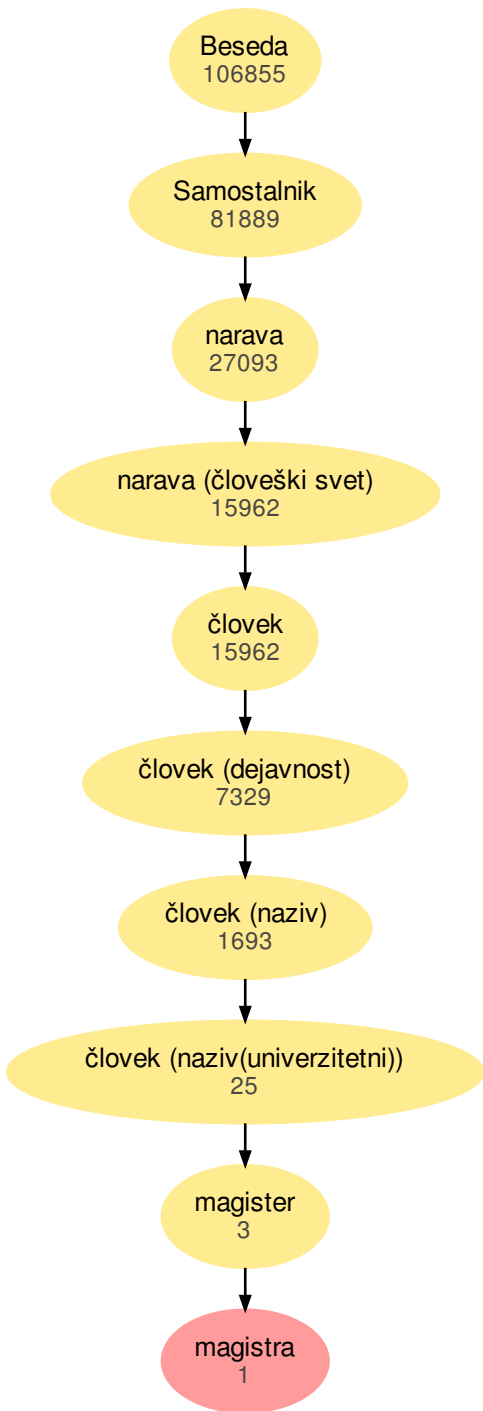 Beseda
106855
Samostalnik
81889
narava
27093
narava (človeški svet)
15962
človek
15962
človek (dejavnost)
7329
človek (naziv)
1693
človek (naziv(univerzitetni))
25
magister
3
magistra
1